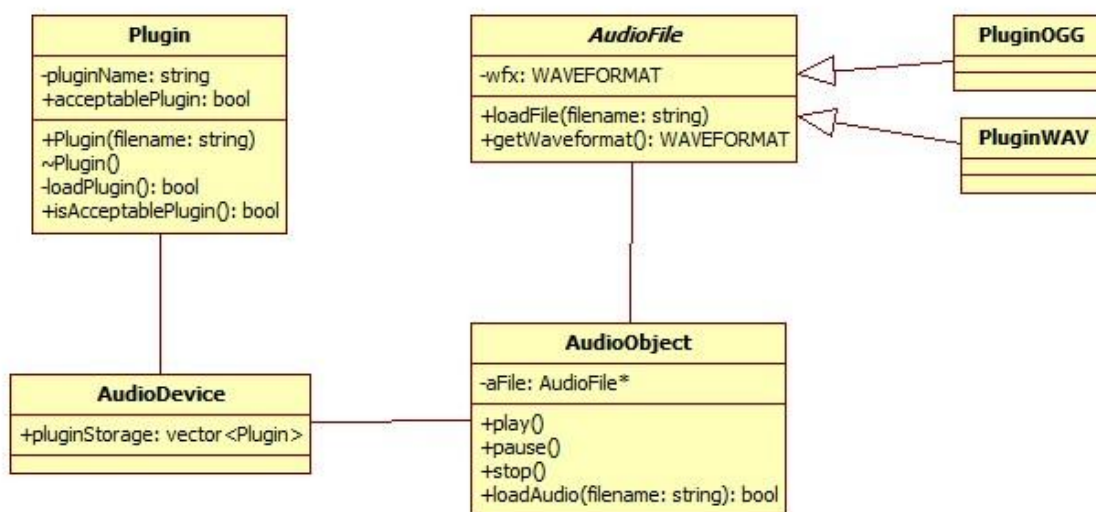 Plugin
-pluginName: string
+acceptablePlugin: bool
+Plugin(filename: string)
~Plugin()
-loadPlugin(): bool
+isAcceptablePlugin(): bool
AudioFile
-wfx: WAVEFORMAT
+loadFile(filename: string)
+getWaveformat(): WAVEFORMAT
PluginOGG
PluginWAV
AudioDevice
+pluginStorage: vector<Plugin>
AudioObject
-aFile: AudioFile*
+play()
+pause()
+stop()
+loadAudio(filename: string): bool